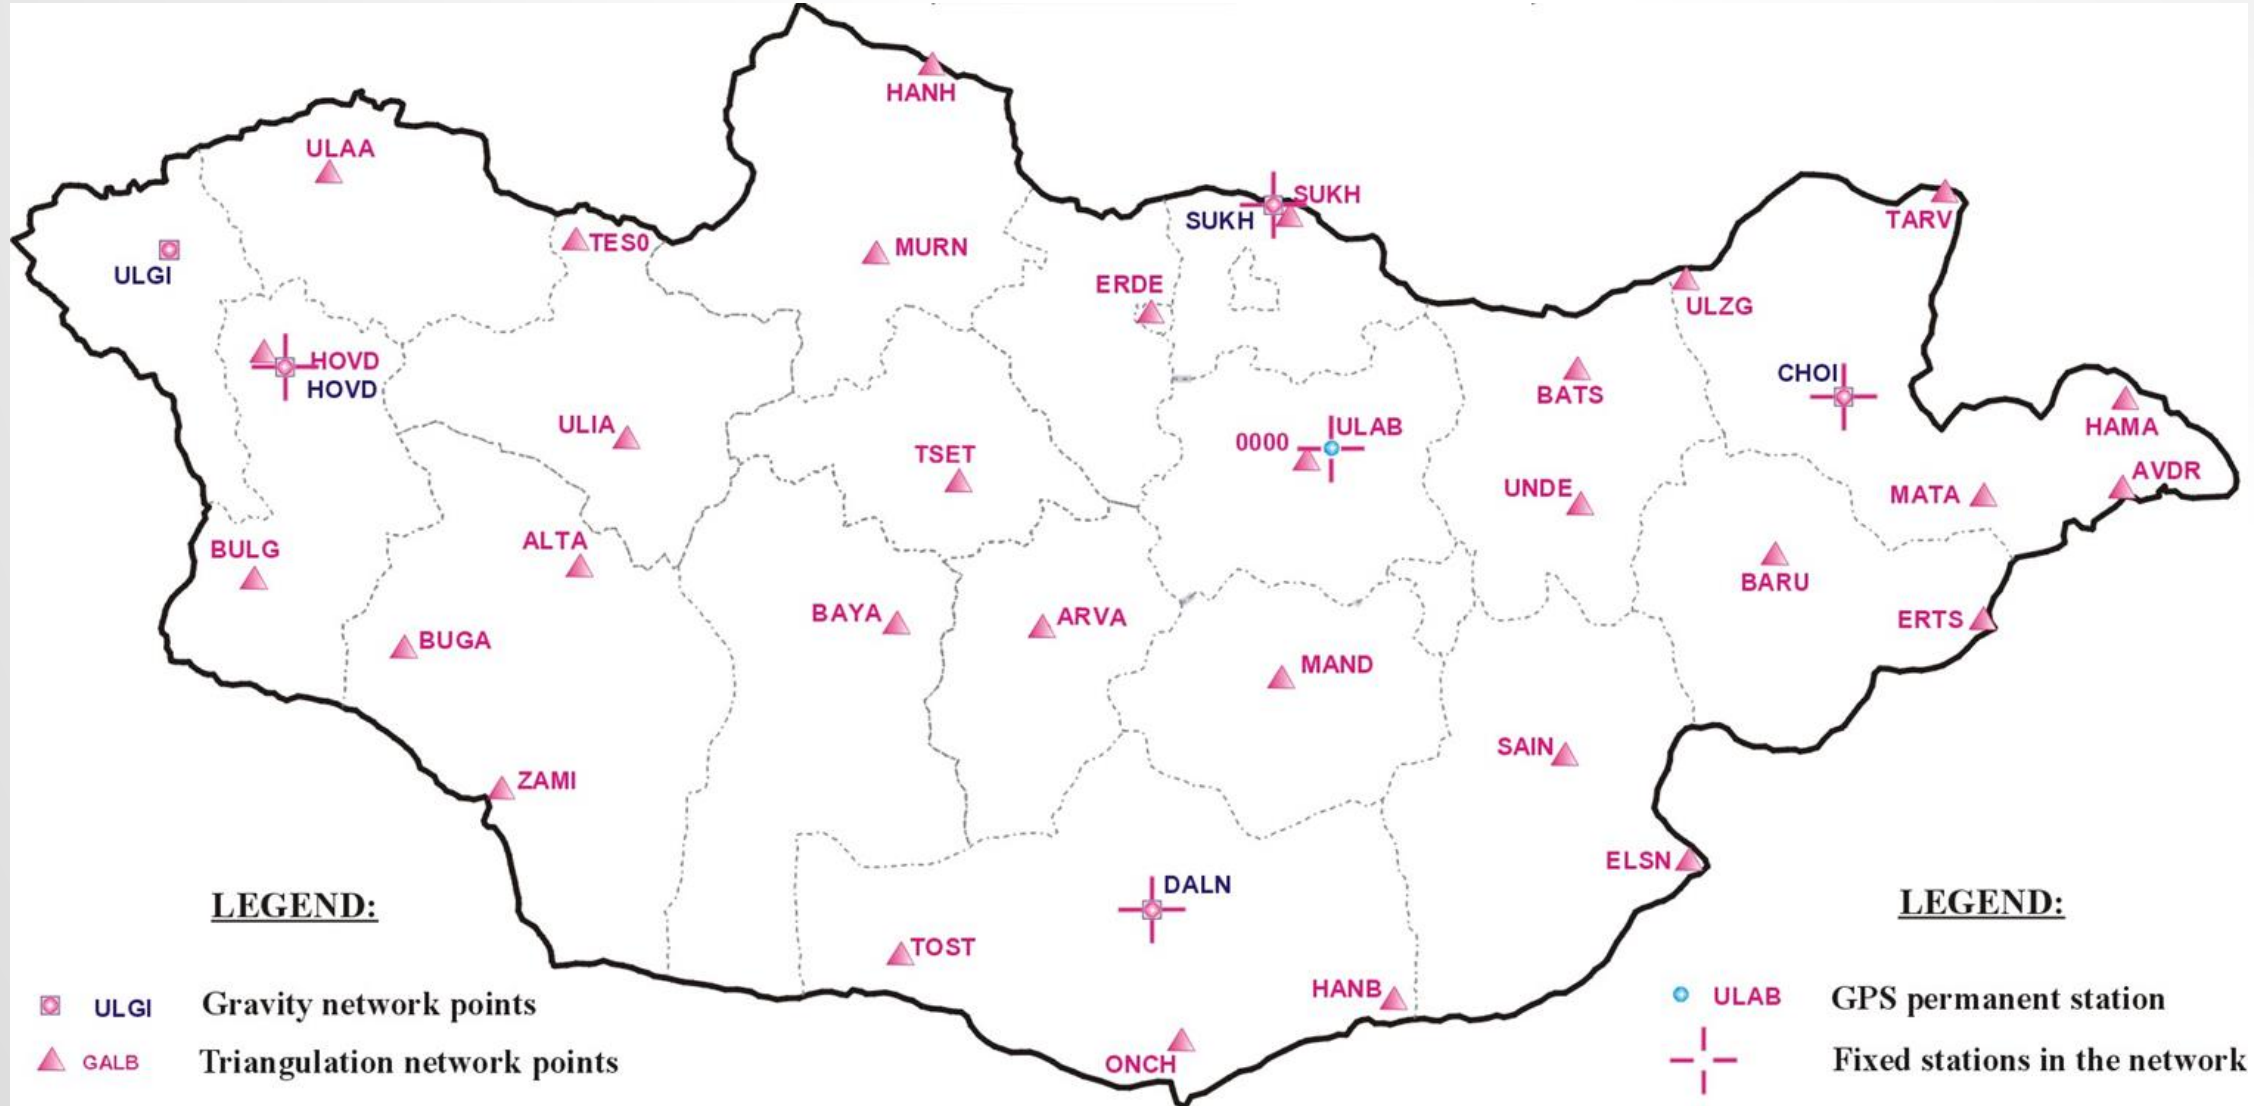 HANH
ULAA
SUKH
TARV
SUKH
TES0
MURN
ULGI
ERDE
ULZG
HOVD
CHOI
HOVD
BATS
ULIA
ULAB
HAMA
0000
TSET
AVDR
UNDE
MATA
ALTA
BULG
BARU
BAYA
ARVA
ERTS
BUGA
MAND
SAIN
ZAMI
ELSN
DALN
TOST
HANB
ONCH
LEGEND:
ULGI Gravity network points
GALB Triangulation network points
LEGEND:
ULAB GPS permanent station
Fixed stations in the network